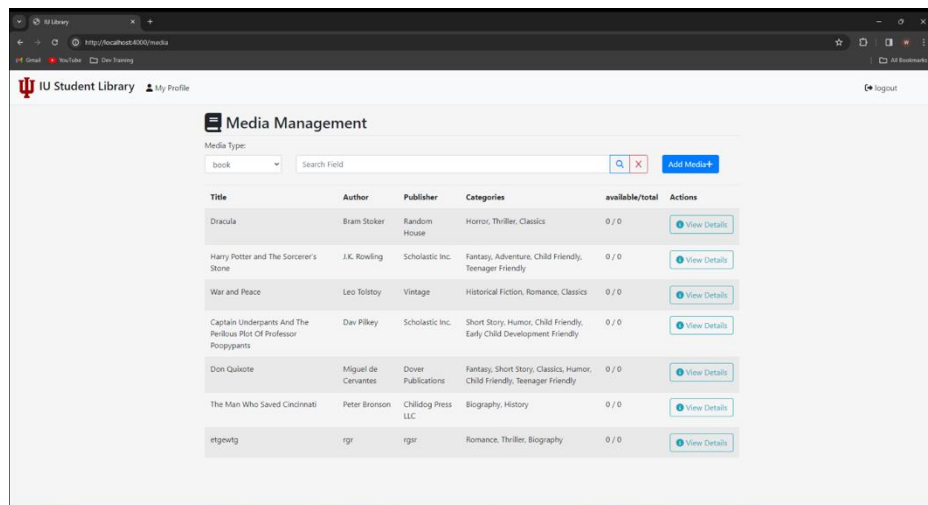 IU Library
http://localhost:4000/media
Gmail YouTube Dev Training All Bookmarks
IU Student Library My Profile logout
Media Management
Media Type:
book Search Field X Add Media+
Title Author Publisher Categories available/total Actions
Dracula Bram Stoker Random Horror, Thriller, Classics 0 / 0 View Details
House
Harry Potter and The Sorcerer's J.K. Rowling Scholastic Inc. Fantasy, Adventure, Child Friendly, 0 / 0 View Details
Stone Teenager Friendly
War and Peace Leo Tolstoy Vintage Historical Fiction, Romance, Classics 0 / 0 View Details
Captain Underpants And The Dav Pilkey Scholastic Inc. Short Story, Humor, Child Friendly, 0 / 0 View Details
Perilous Plot Of Professor Early Child Development Friendly
Poopypants
Don Quixote Miguel de Dover Fantasy, Short Story, Classics, Humor, 0 / 0 View Details
Cervantes Publications Child Friendly, Teenager Friendly
The Man Who Saved Cincinnati Peter Bronson Chilidog Press Biography, History 0 / 0 View Details
LLC
etgewtg rgr rgsr Romance, Thriller, Biography 0 / 0 View Details